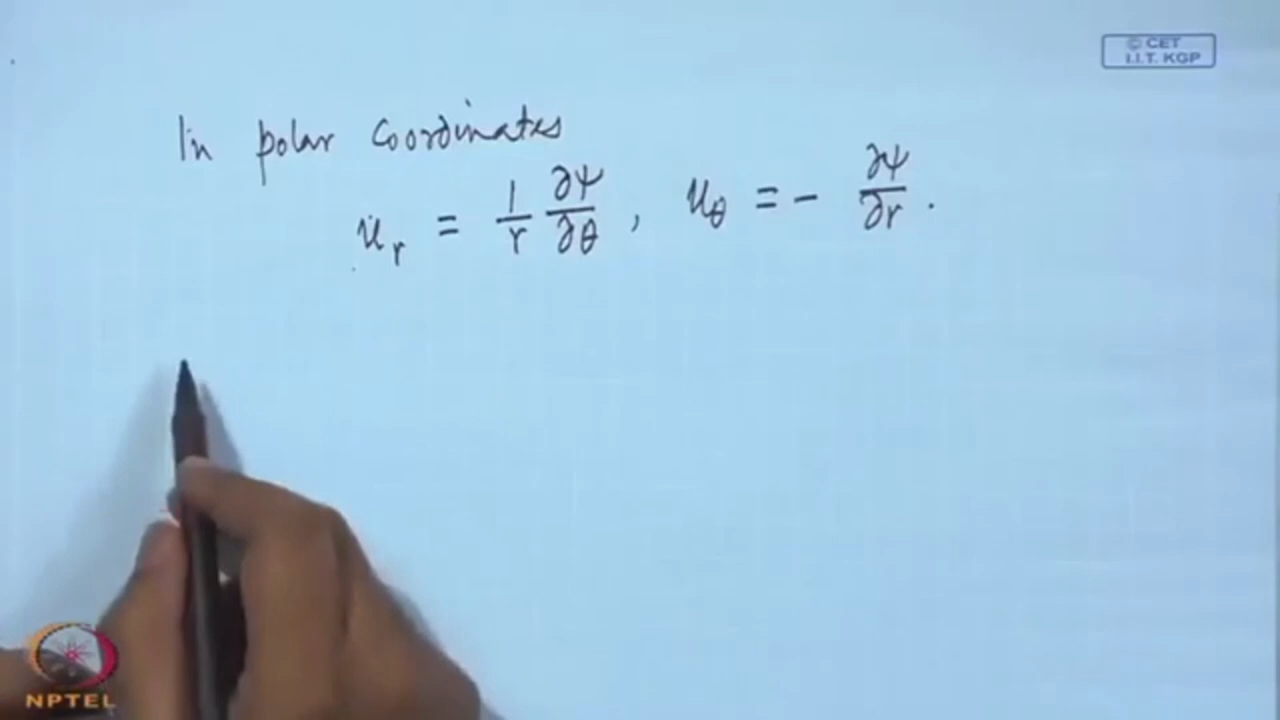 © CET
I.I.T. KGP
In polar coordinates
u_r = 1/r ∂ψ/∂θ, u_θ = - ∂ψ/∂r.
NPTEL